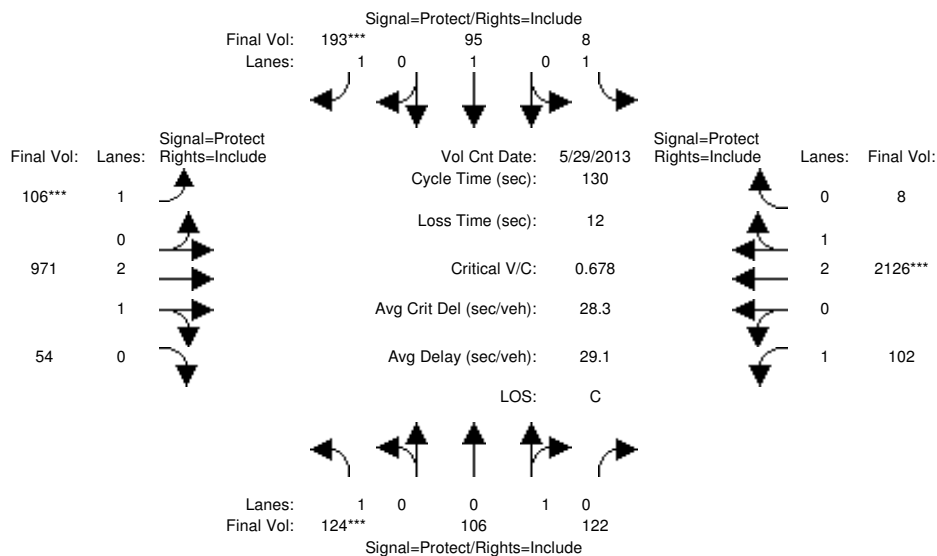 Signal=Protect/Rights=Include
Final Vol: 193*** 95 8
Lanes: 1 0 1 0 1
Signal=Protect
Final Vol: Lanes: Rights=Include
Vol Cnt Date: 5/29/2013
Signal=Protect
Rights=Include Lanes: Final Vol:
Cycle Time (sec): 130
106*** 1
0 8
Loss Time (sec): 12
0
1
971 2
Critical V/C: 0.678
2 2126***
1
Avg Crit Del (sec/veh): 28.3
0
54 0
Avg Delay (sec/veh): 29.1
1 102
LOS: C
Lanes: 1 0 0 1 0
Final Vol: 124*** 106 122
Signal=Protect/Rights=Include